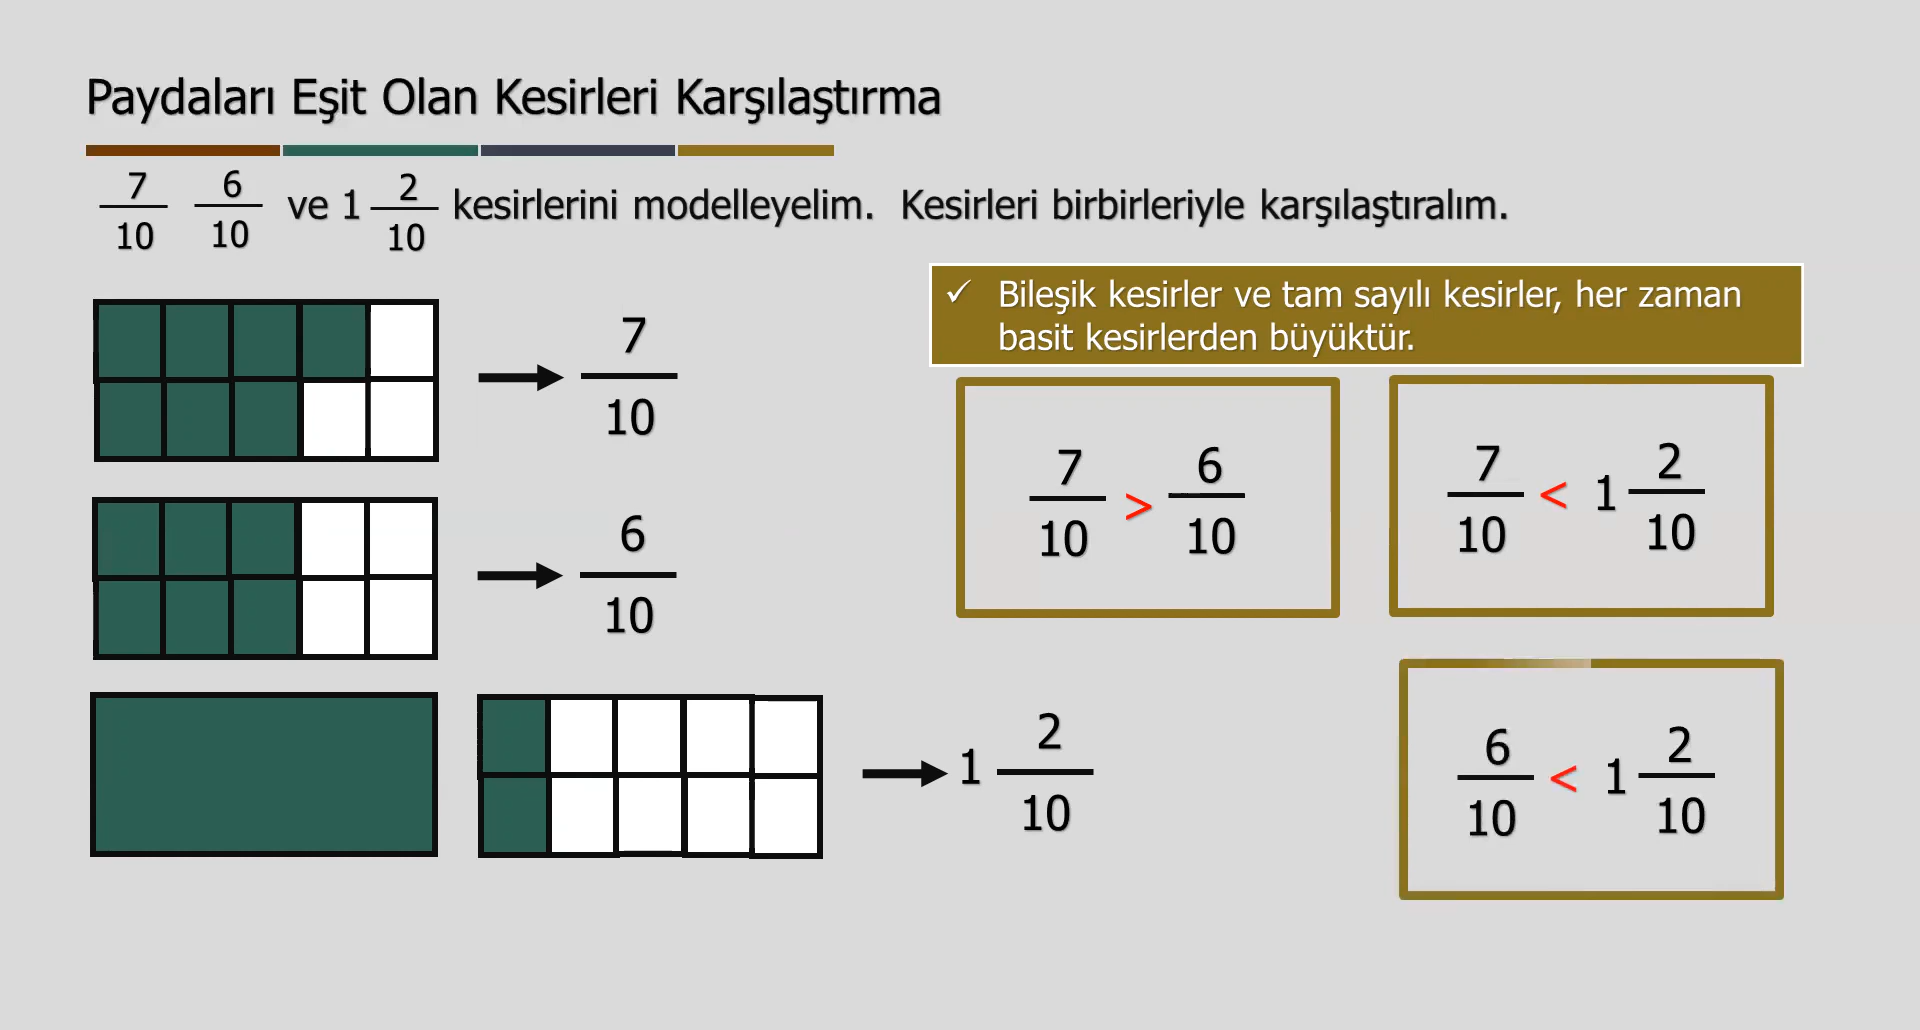 Paydaları Eşit Olan Kesirleri Karşılaştırma
7/10 6/10 ve 1 2/10 kesirlerini modelleyelim. Kesirleri birbirleriyle karşılaştıralım.
✓ Bileşik kesirler ve tam sayılı kesirler, her zaman
basit kesirlerden büyüktür.
7/10
6/10
1 2/10
7/10 > 6/10
7/10 < 1 2/10
6/10 < 1 2/10